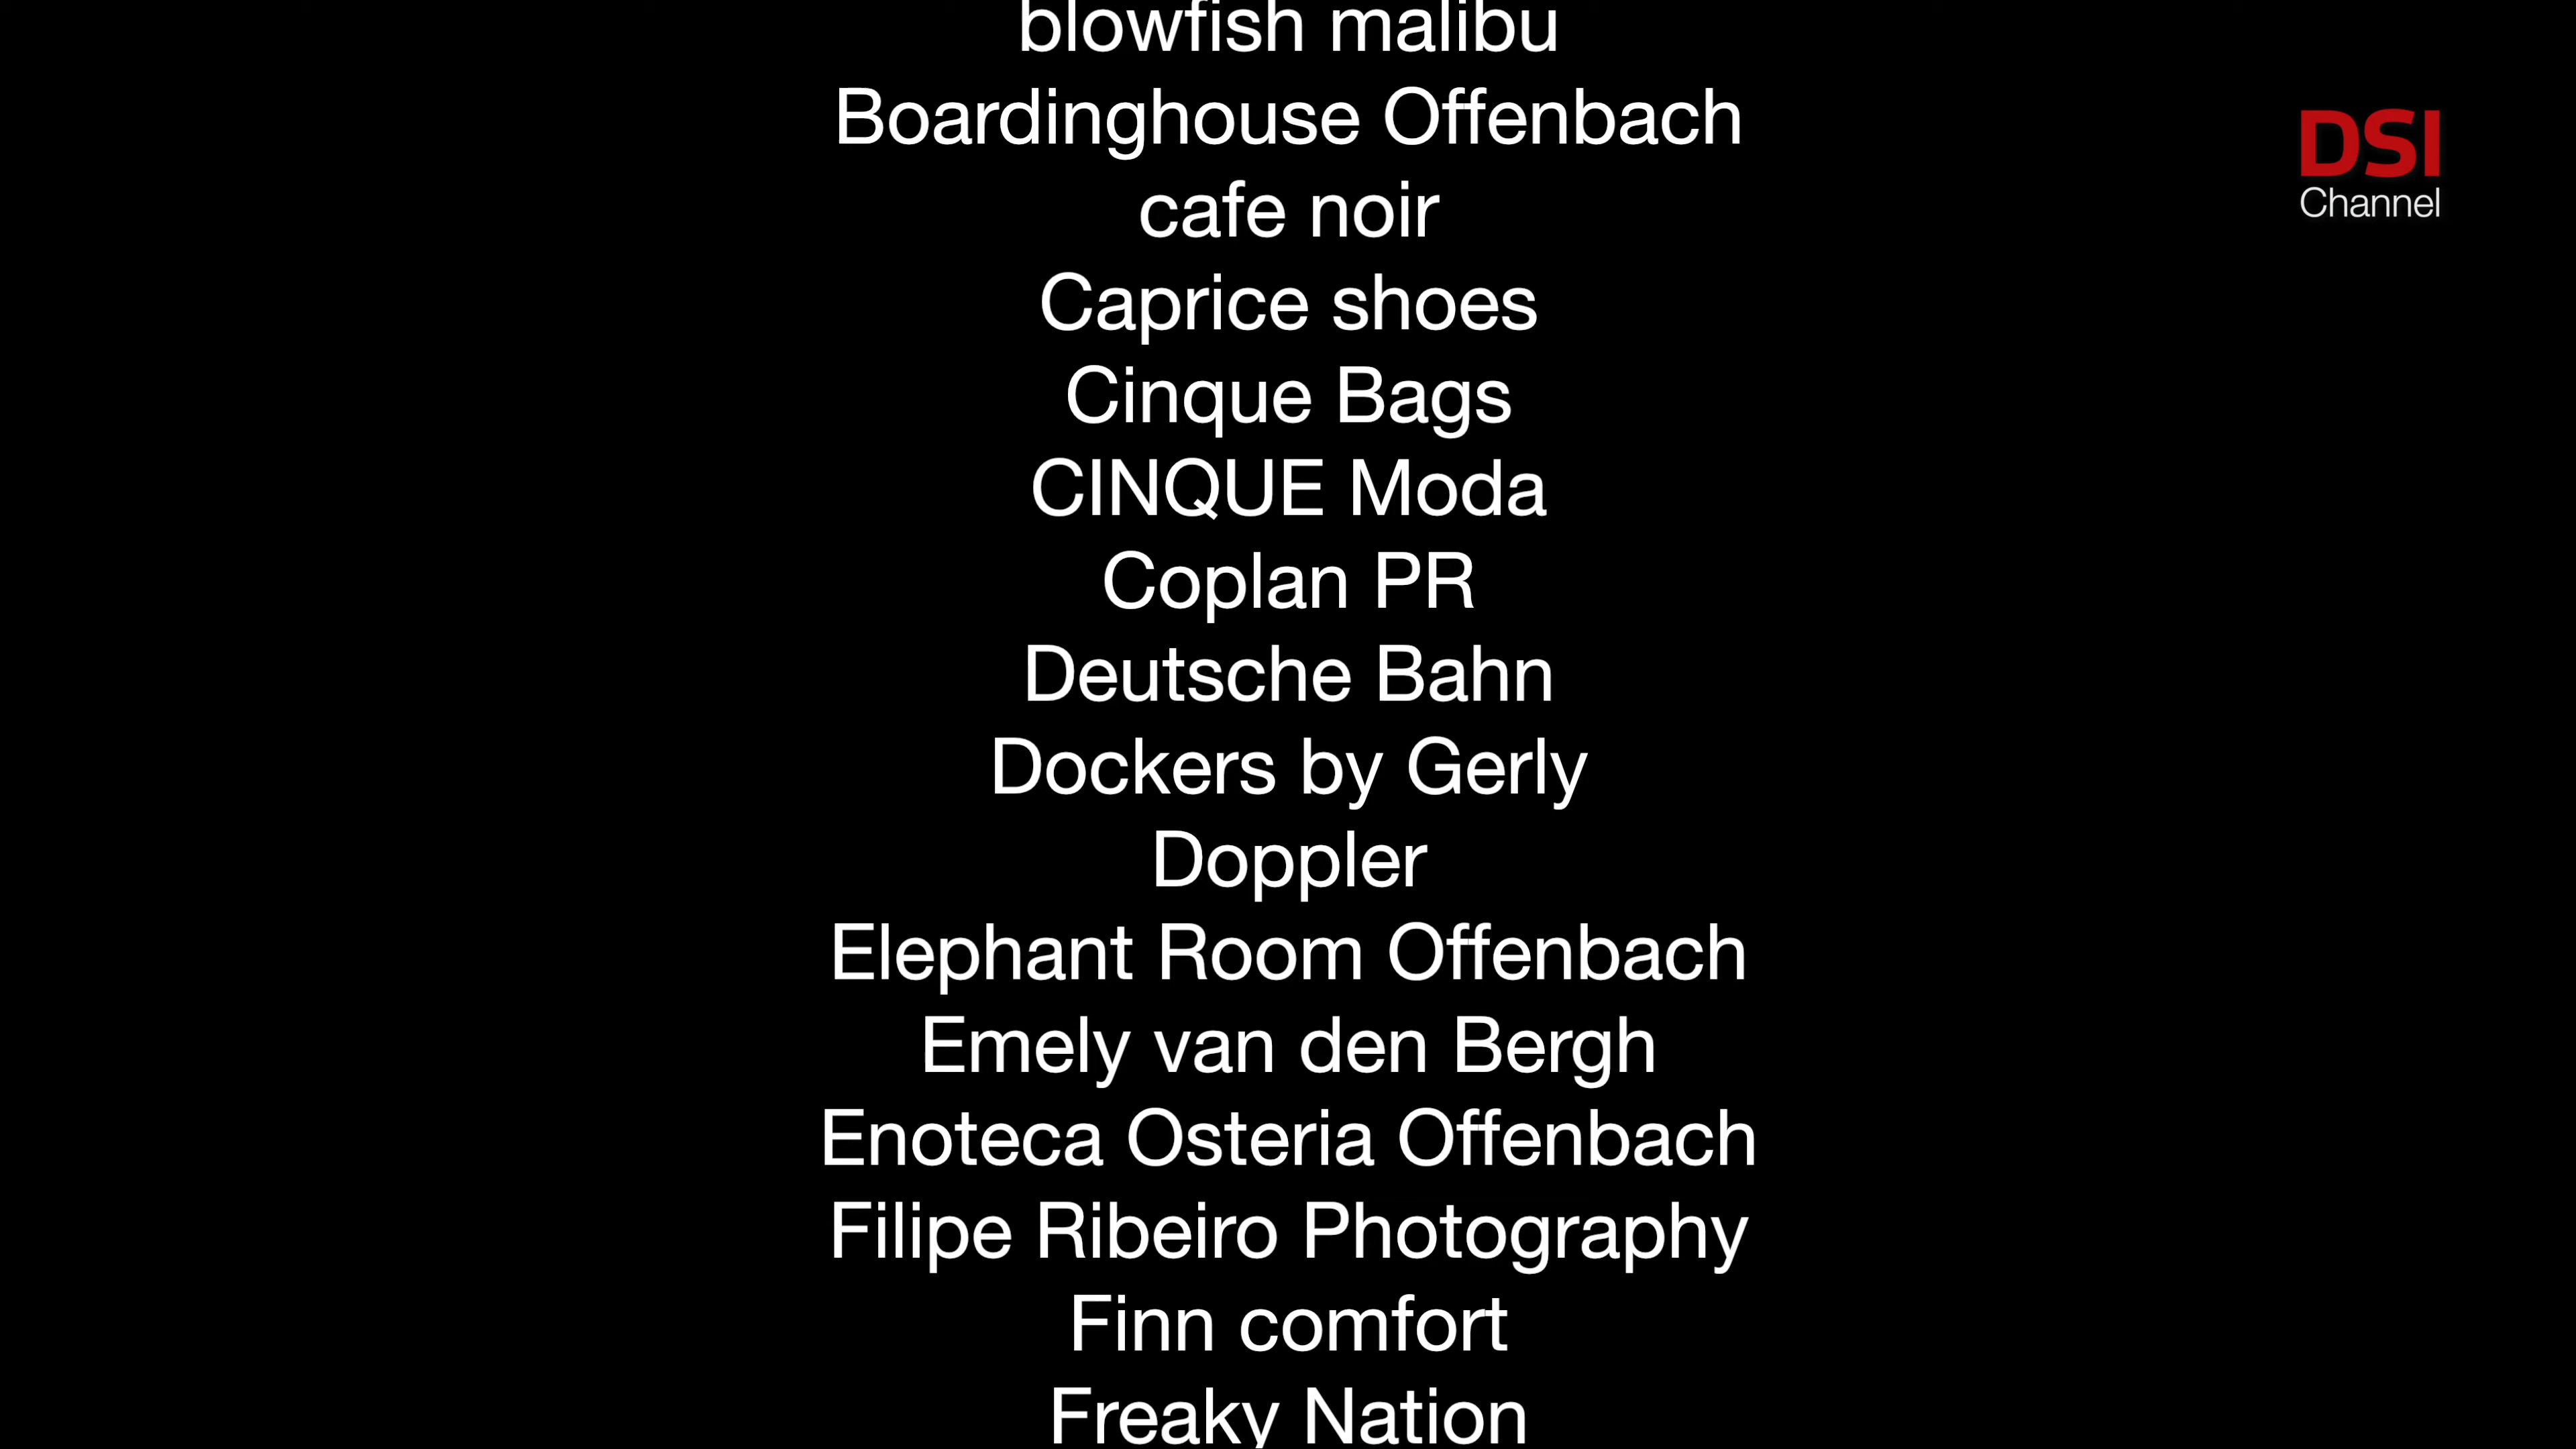 blowfish malibu
Boardinghouse Offenbach
DSI
Channel
cafe noir
Caprice shoes
Cinque Bags
CINQUE Moda
Coplan PR
Deutsche Bahn
Dockers by Gerly
Doppler
Elephant Room Offenbach
Emely van den Bergh
Enoteca Osteria Offenbach
Filipe Ribeiro Photography
Finn comfort
Freaky Nation